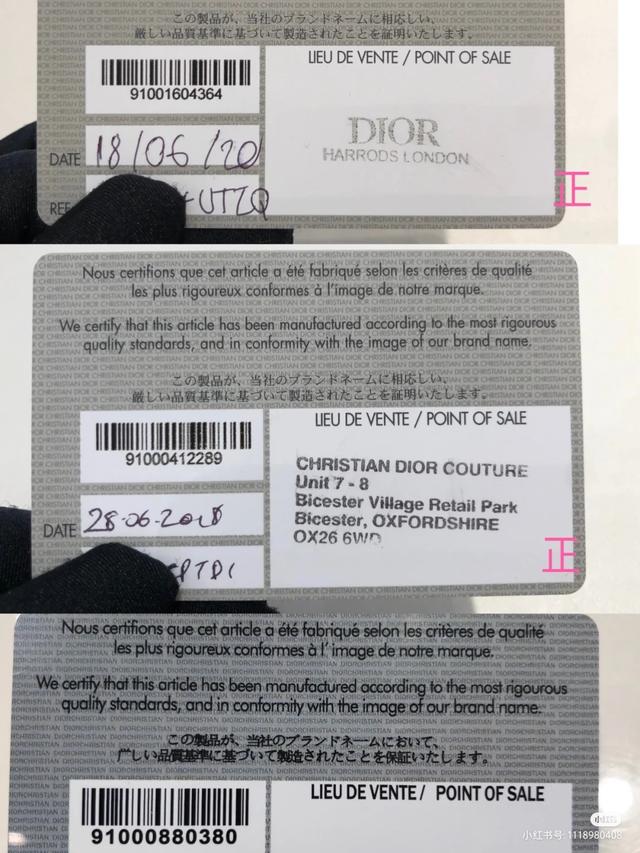 この製品が、当社のブランドネームに相応しい、
厳しい品質基準に基づいて製造されたことを証明いたします。
91001604364
LIEU DE VENTE / POINT OF SALE
DIOR
HARRODS LONDON
DATE 18/06/20
REF UTZQ
正
Nous certifions que cet article a été fabriqué selon les critères de qualité
les plus rigoureux conformes à l'image de notre marque.
We certify that this article has been manufactured according to the most rigourous
quality standards, and in conformity with the image of our brand name.
この製品が、当社のブランドネームに相応しい、
厳しい品質基準に基づいて製造されたことを証明いたします。
91000412289
LIEU DE VENTE / POINT OF SALE
CHRISTIAN DIOR COUTURE
Unit 7 - 8
Bicester Village Retail Park
Bicester, OXFORDSHIRE
OX26 6WD
DATE 28-06-2018
正
Nous certifions que cet article a été fabriqué selon les critères de qualité
les plus rigoureux conformes à l' image de notre marque.
We certify that this article has been manufactured according to the most rigourous
quality standards, and in conformity with the image of our brand name.
この製品が、当社のブランドネームにおいて、
しい品質基準に基づいて製造されたことを保証いたします。
91000880380
LIEU DE VENTE / POINT OF SALE
小红书
小红书号: 1118980408